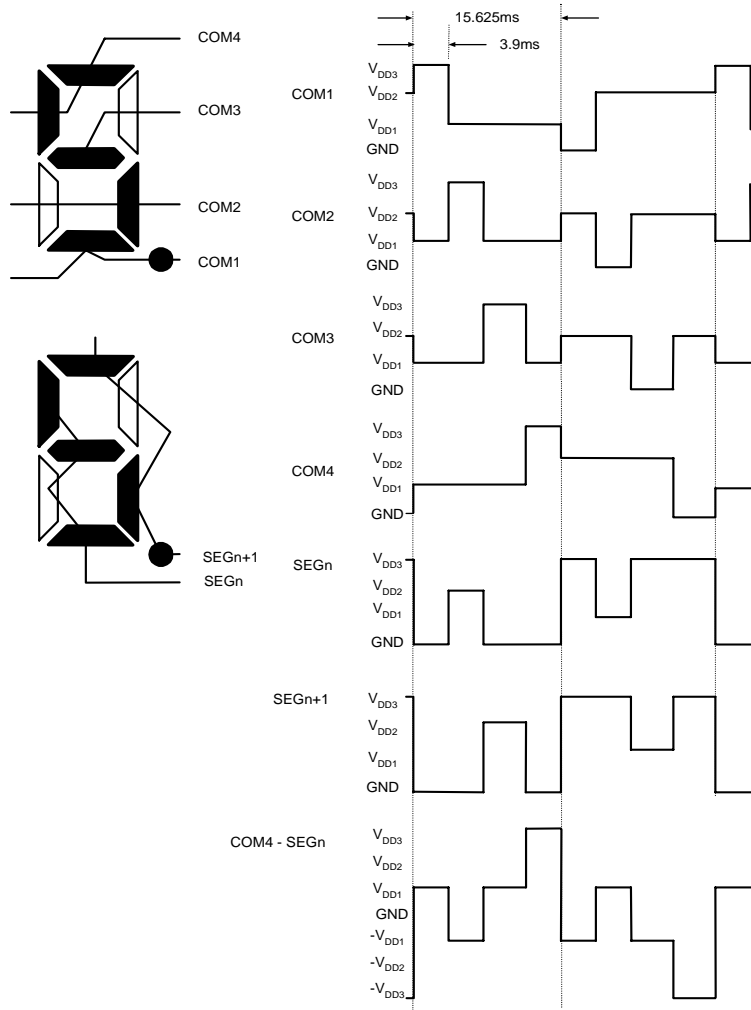 COM4
COM3
COM2
COM1
SEGn+1
SEGn
15.625ms
3.9ms
COM1
VDD3
VDD2
VDD1
GND
COM2
VDD3
VDD2
VDD1
GND
COM3
VDD3
VDD2
VDD1
GND
COM4
VDD3
VDD2
VDD1
GND
SEGn
VDD3
VDD2
VDD1
GND
SEGn+1
VDD3
VDD2
VDD1
GND
COM4 - SEGn
VDD3
VDD2
VDD1
GND
-VDD1
-VDD2
-VDD3